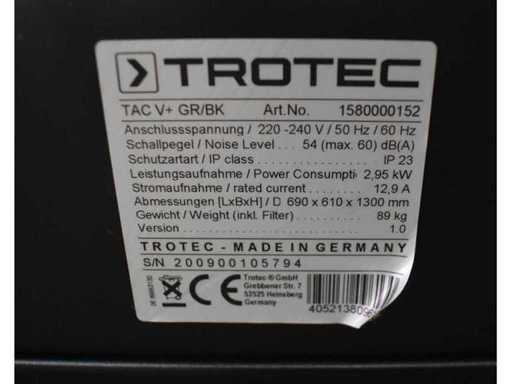 TROTEC
TAC V+ GR/BK Art.No. 1580000152
Anschlussspannung / 220 -240 V / 50 Hz / 60 Hz
Schallpegel / Noise Level . . . 54 (max. 60) dB(A)
Schutzart / IP class . . . . . . . . . . . . . . . . . IP 23
Leistungsaufnahme / Power Consumpti 2,95 kW
Stromaufnahme / rated current . . . . . . . . 12,9 A
Abmessungen [LxBxH] / D 690 x 610 x 1300 mm
Gewicht / Weight (inkl. Filter) . . . . . . . . . 89 kg
Version . . . . . . . . . . . . . . . . . . . . . . . . . 1.0
TROTEC - MADE IN GERMANY
S/N 200900105794
Trotec ® GmbH
Grebbener Str. 7
52525 Heinsberg
Germany